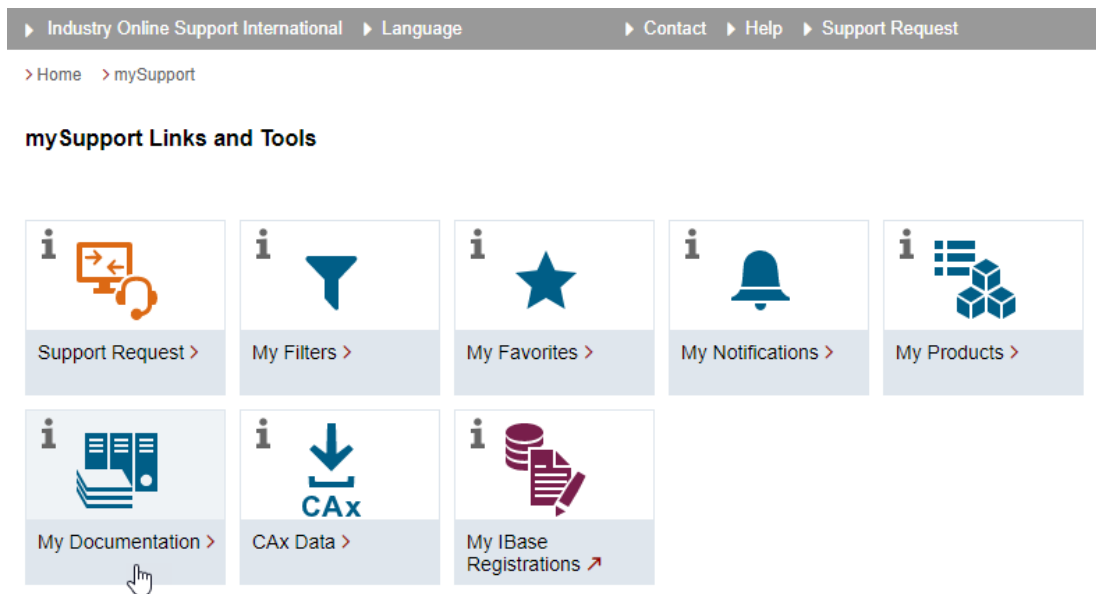 Industry Online Support International Language Contact Help Support Request
Home mySupport
mySupport Links and Tools
i i i i i
Support Request My Filters My Favorites My Notifications My Products
i i i
CAx
My Documentation CAx Data My IBase
Registrations